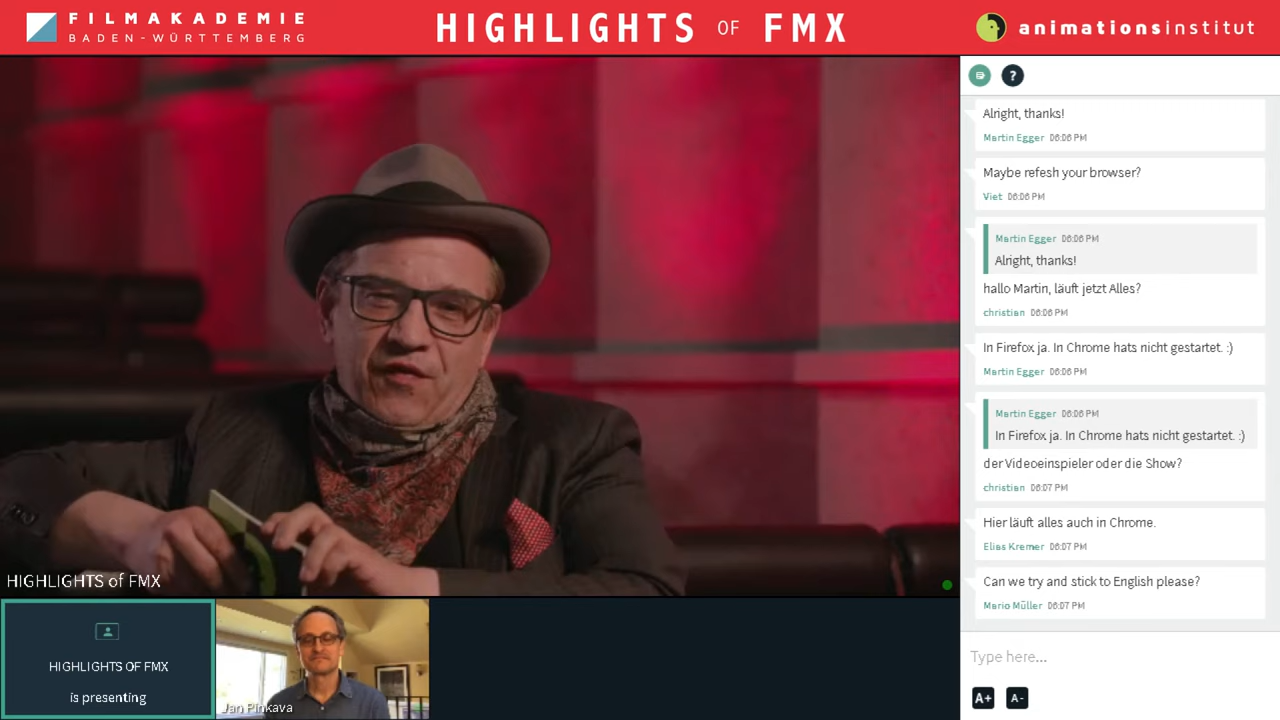 FILMAKADEMIE
BADEN-WÜRTTEMBERG
HIGHLIGHTS OF FMX
animationsinstitut
?
Alright, thanks!
Martin Egger 06:06 PM
Maybe refesh your browser?
Viet 06:06 PM
Martin Egger 06:06 PM
Alright, thanks!
hallo Martin, läuft jetzt Alles?
christian 06:06 PM
In Firefox ja. In Chrome hats nicht gestartet. :)
Martin Egger 06:06 PM
Martin Egger 06:06 PM
In Firefox ja. In Chrome hats nicht gestartet. :)
der Videoeinspieler oder die Show?
christian 06:07 PM
Hier läuft alles auch in Chrome.
Elias Kremer 06:07 PM
Can we try and stick to English please?
Mario Müller 06:07 PM
Type here...
A+ A-
HIGHLIGHTS of FMX
HIGHLIGHTS OF FMX
is presenting
Jan Pinkava